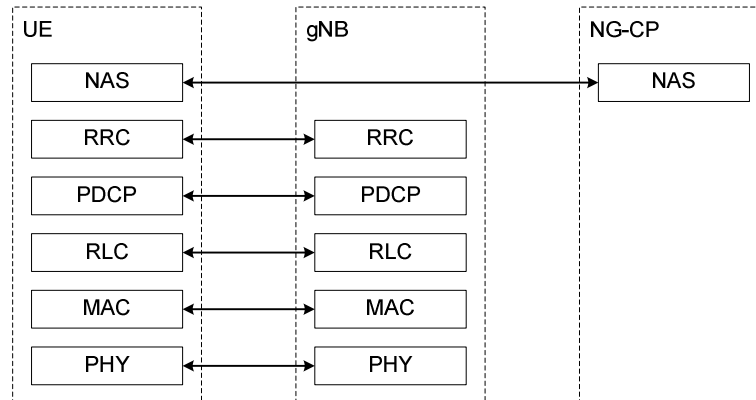 UE
gNB
NG-CP
NAS
NAS
RRC
RRC
PDCP
PDCP
RLC
RLC
MAC
MAC
PHY
PHY